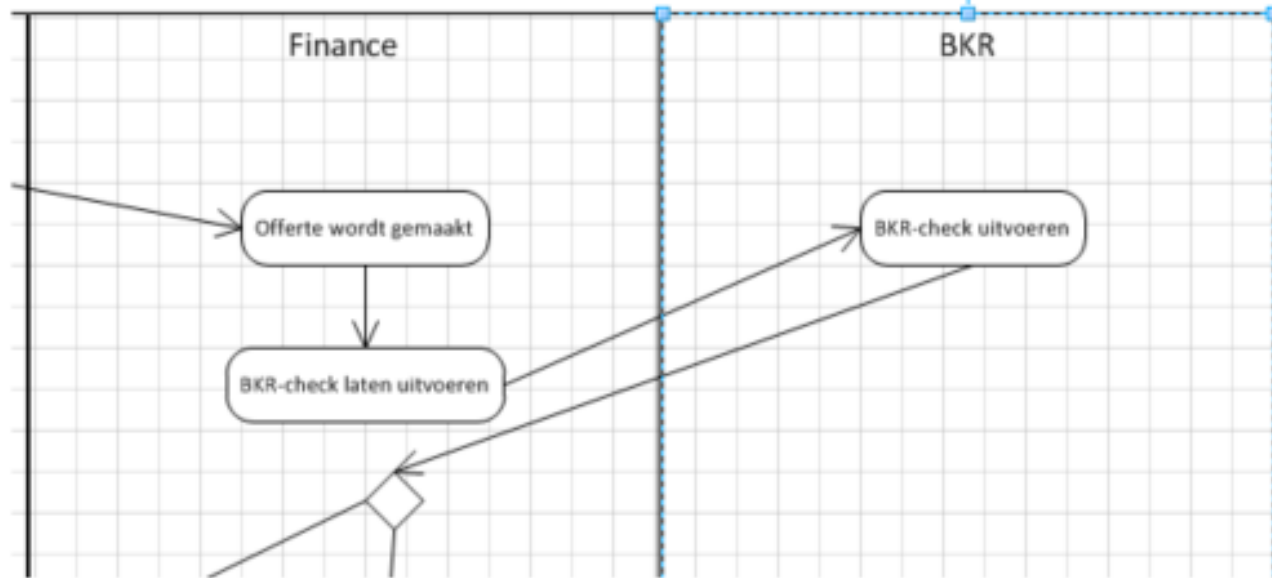 Finance
BKR
Offerte wordt gemaakt
BKR-check uitvoeren
BKR-check laten uitvoeren